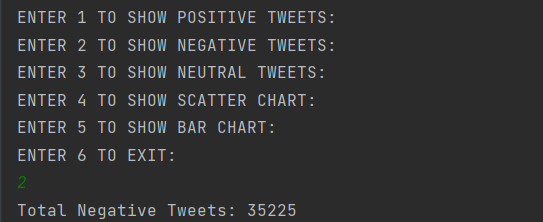 ENTER 1 TO SHOW POSITIVE TWEETS:
ENTER 2 TO SHOW NEGATIVE TWEETS:
ENTER 3 TO SHOW NEUTRAL TWEETS:
ENTER 4 TO SHOW SCATTER CHART:
ENTER 5 TO SHOW BAR CHART:
ENTER 6 TO EXIT:
2
Total Negative Tweets: 35225